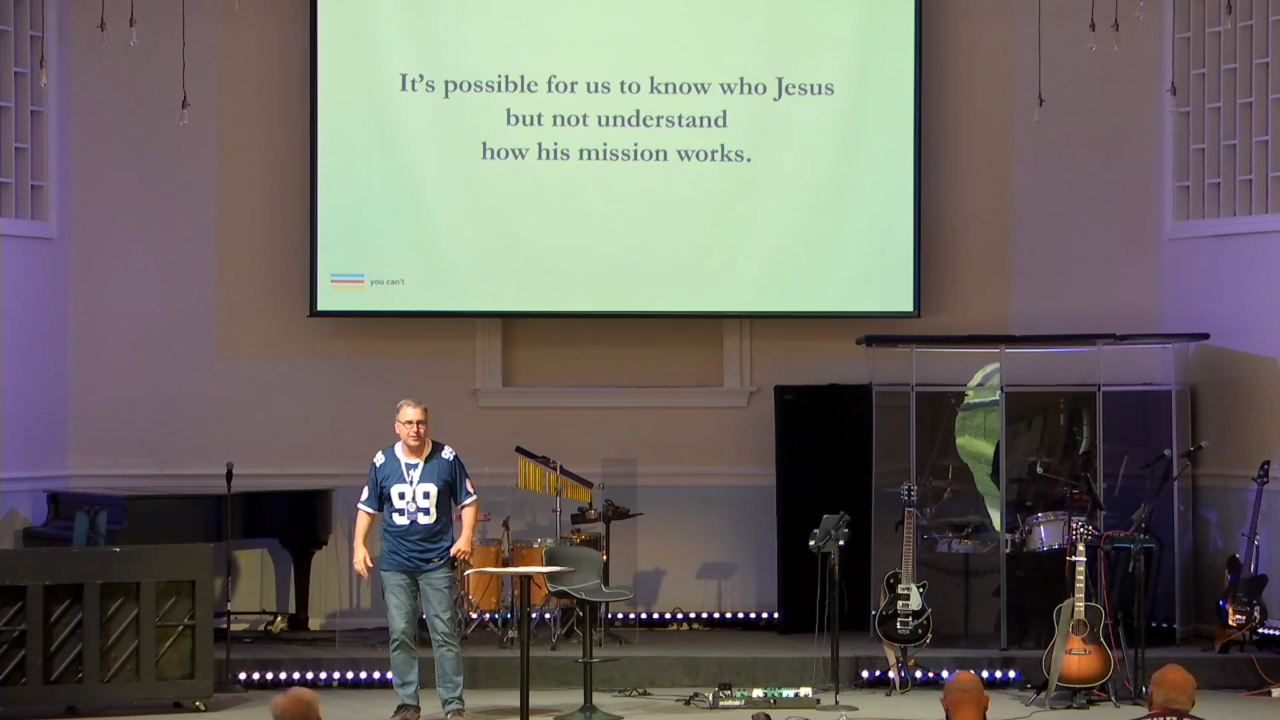 It's possible for us to know who Jesus
but not understand
how his mission works.
you can't
99